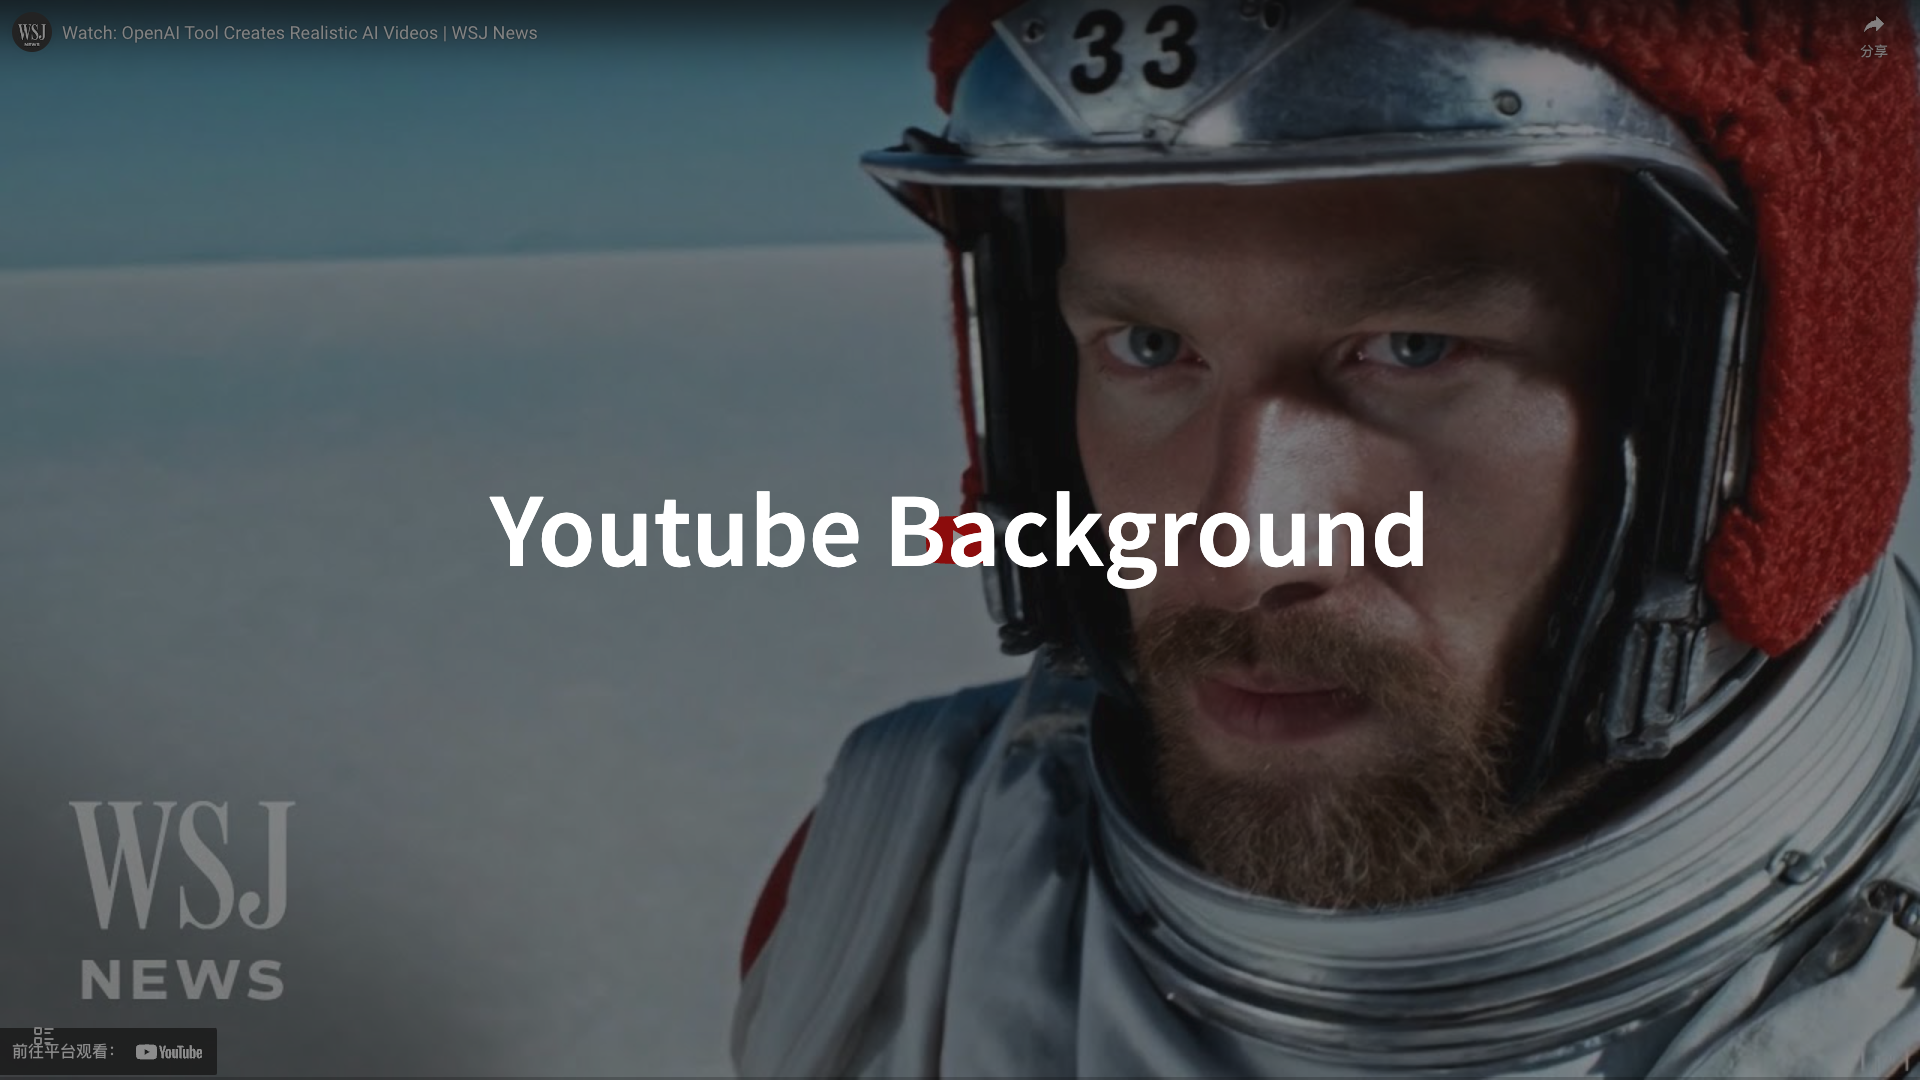 WSJ
NEWS
Watch: OpenAI Tool Creates Realistic AI Videos | WSJ News
分享
33
Youtube Background
WSJ
NEWS
前往平台观看：
YouTube